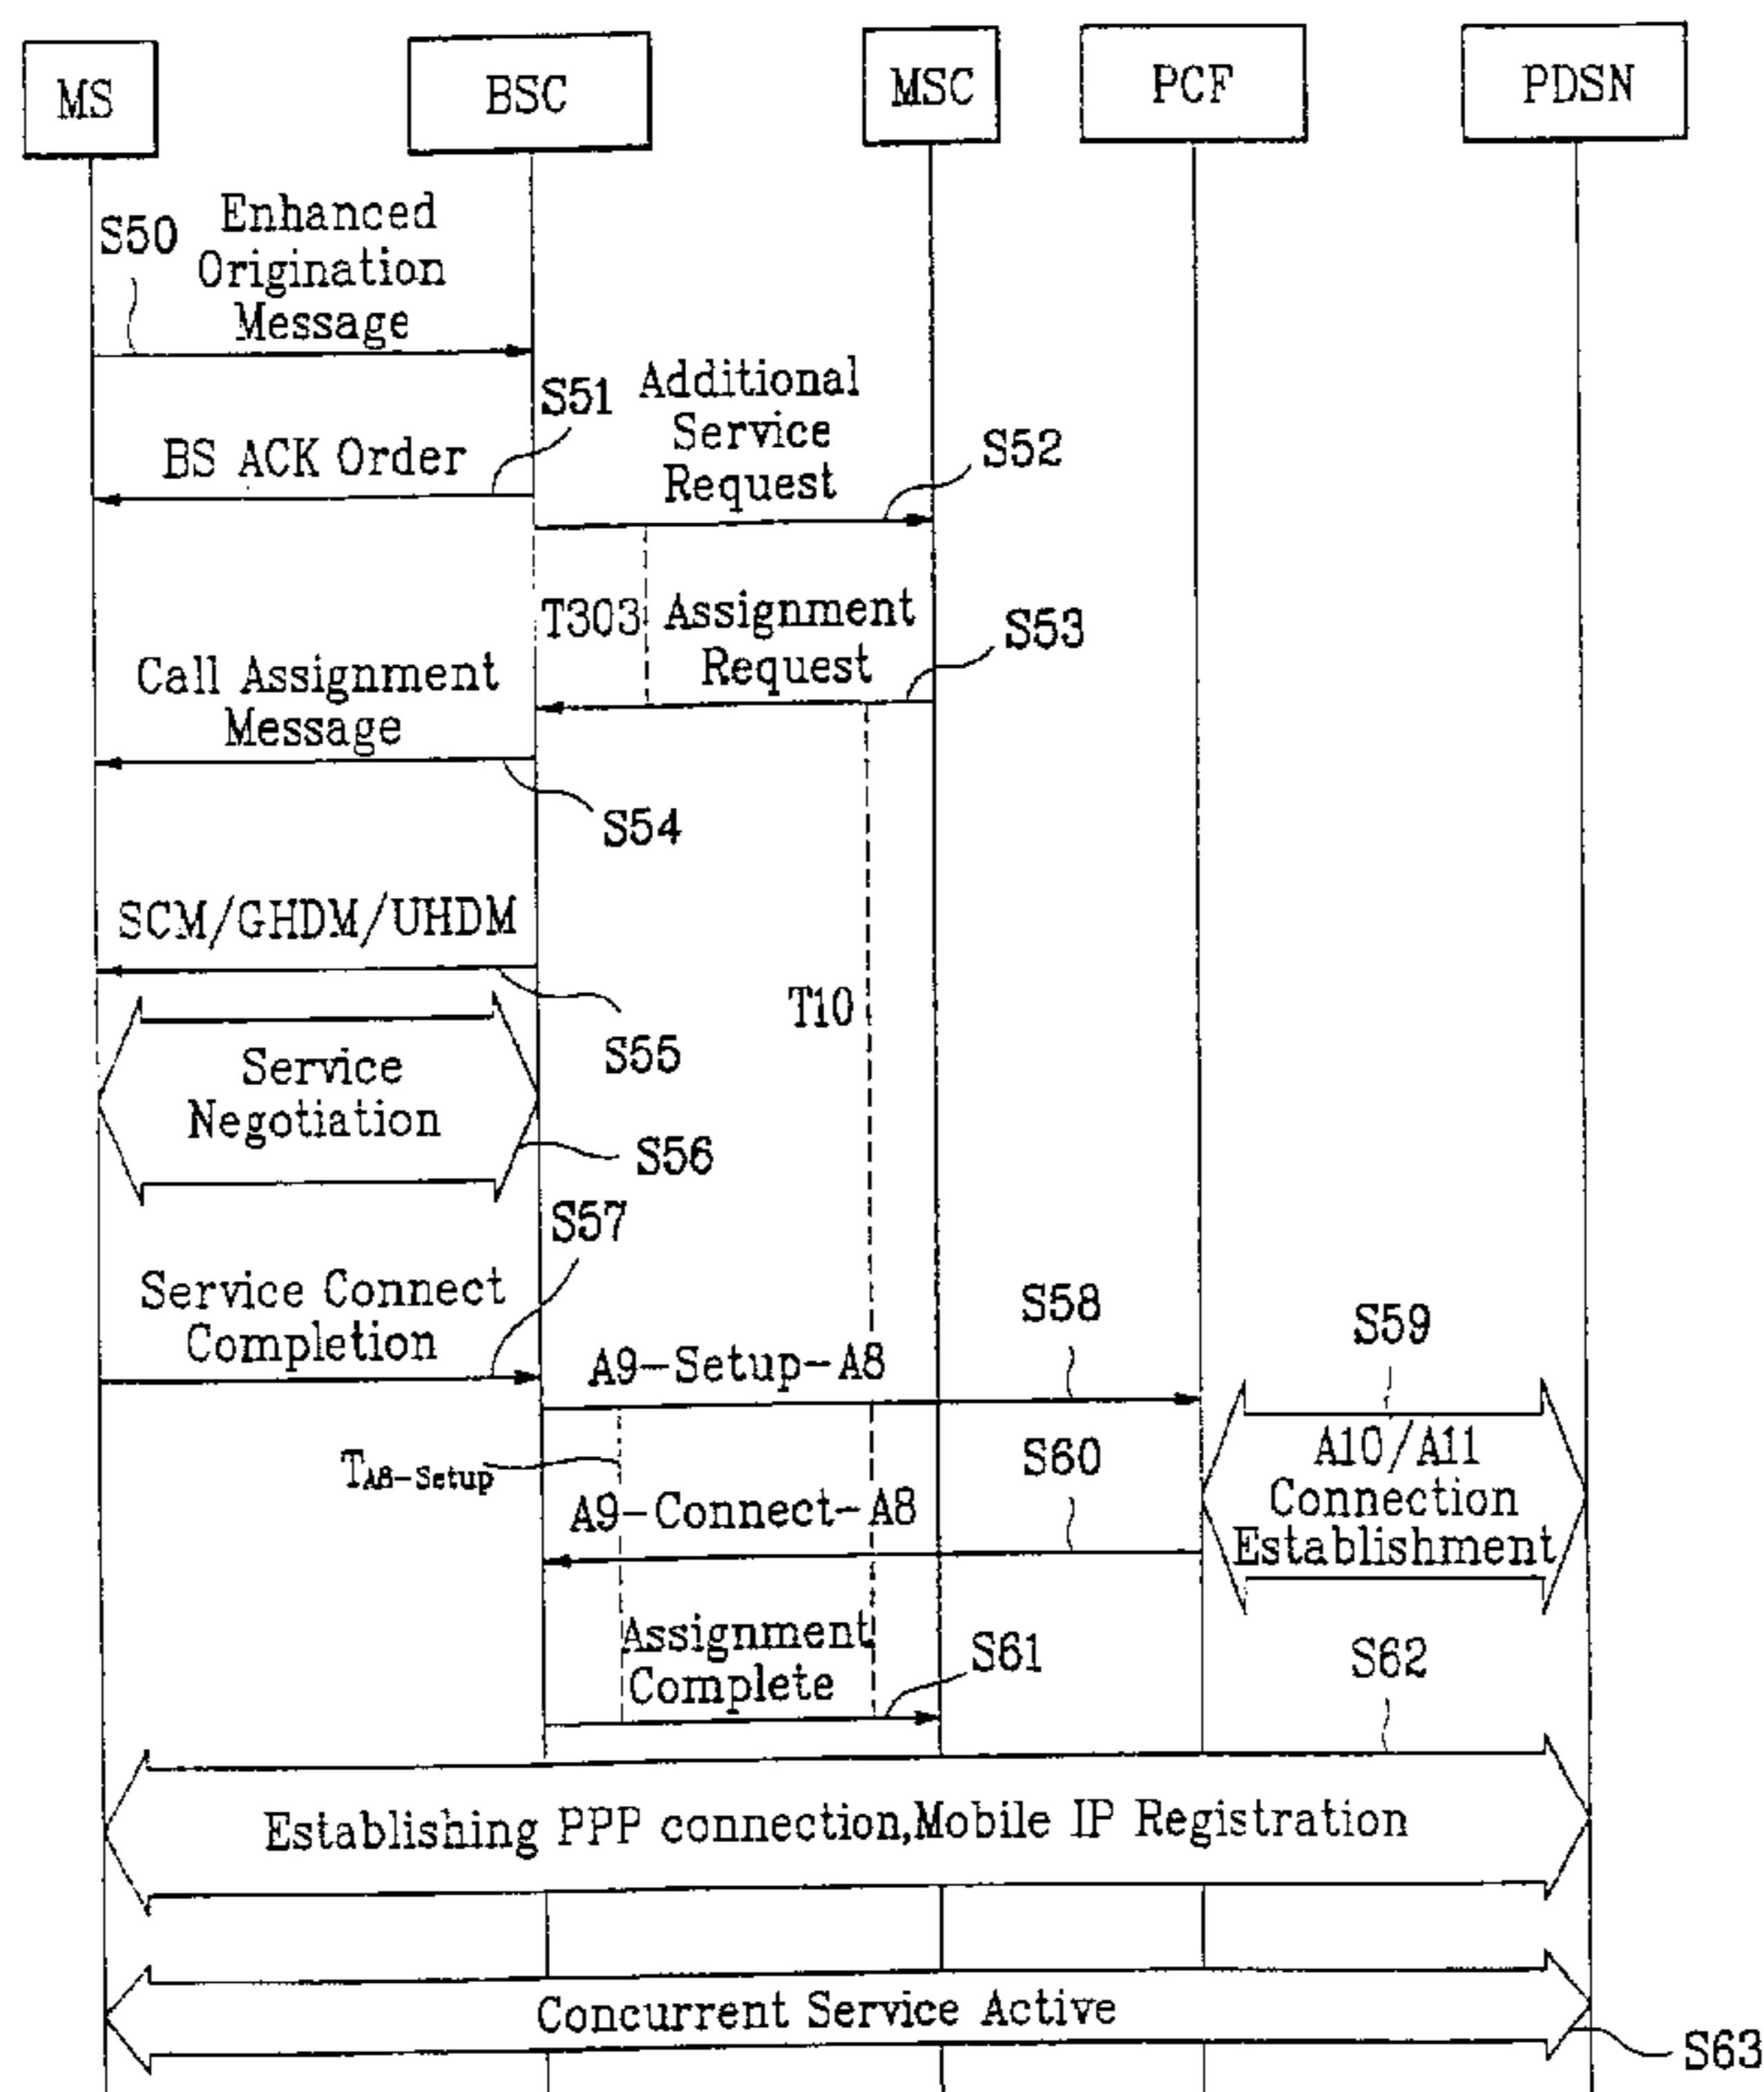 MS
BSC
MSC
PCF
PDSN
S50
Enhanced
Origination
Message
S51
Additional
Service
Request
S52
BS ACK Order
T303
Assignment
Request
S53
Call Assignment
Message
S54
SCM/GHDM/UHDM
S55
T10
Service
Negotiation
S56
S57
Service Connect
Completion
A9-Setup-A8
S58
S59
TA8-Setup
A10/A11
Connection
Establishment
S60
A9-Connect-A8
Assignment
Complete
S61
S62
Establishing PPP connection,Mobile IP Registration
Concurrent Service Active
S63